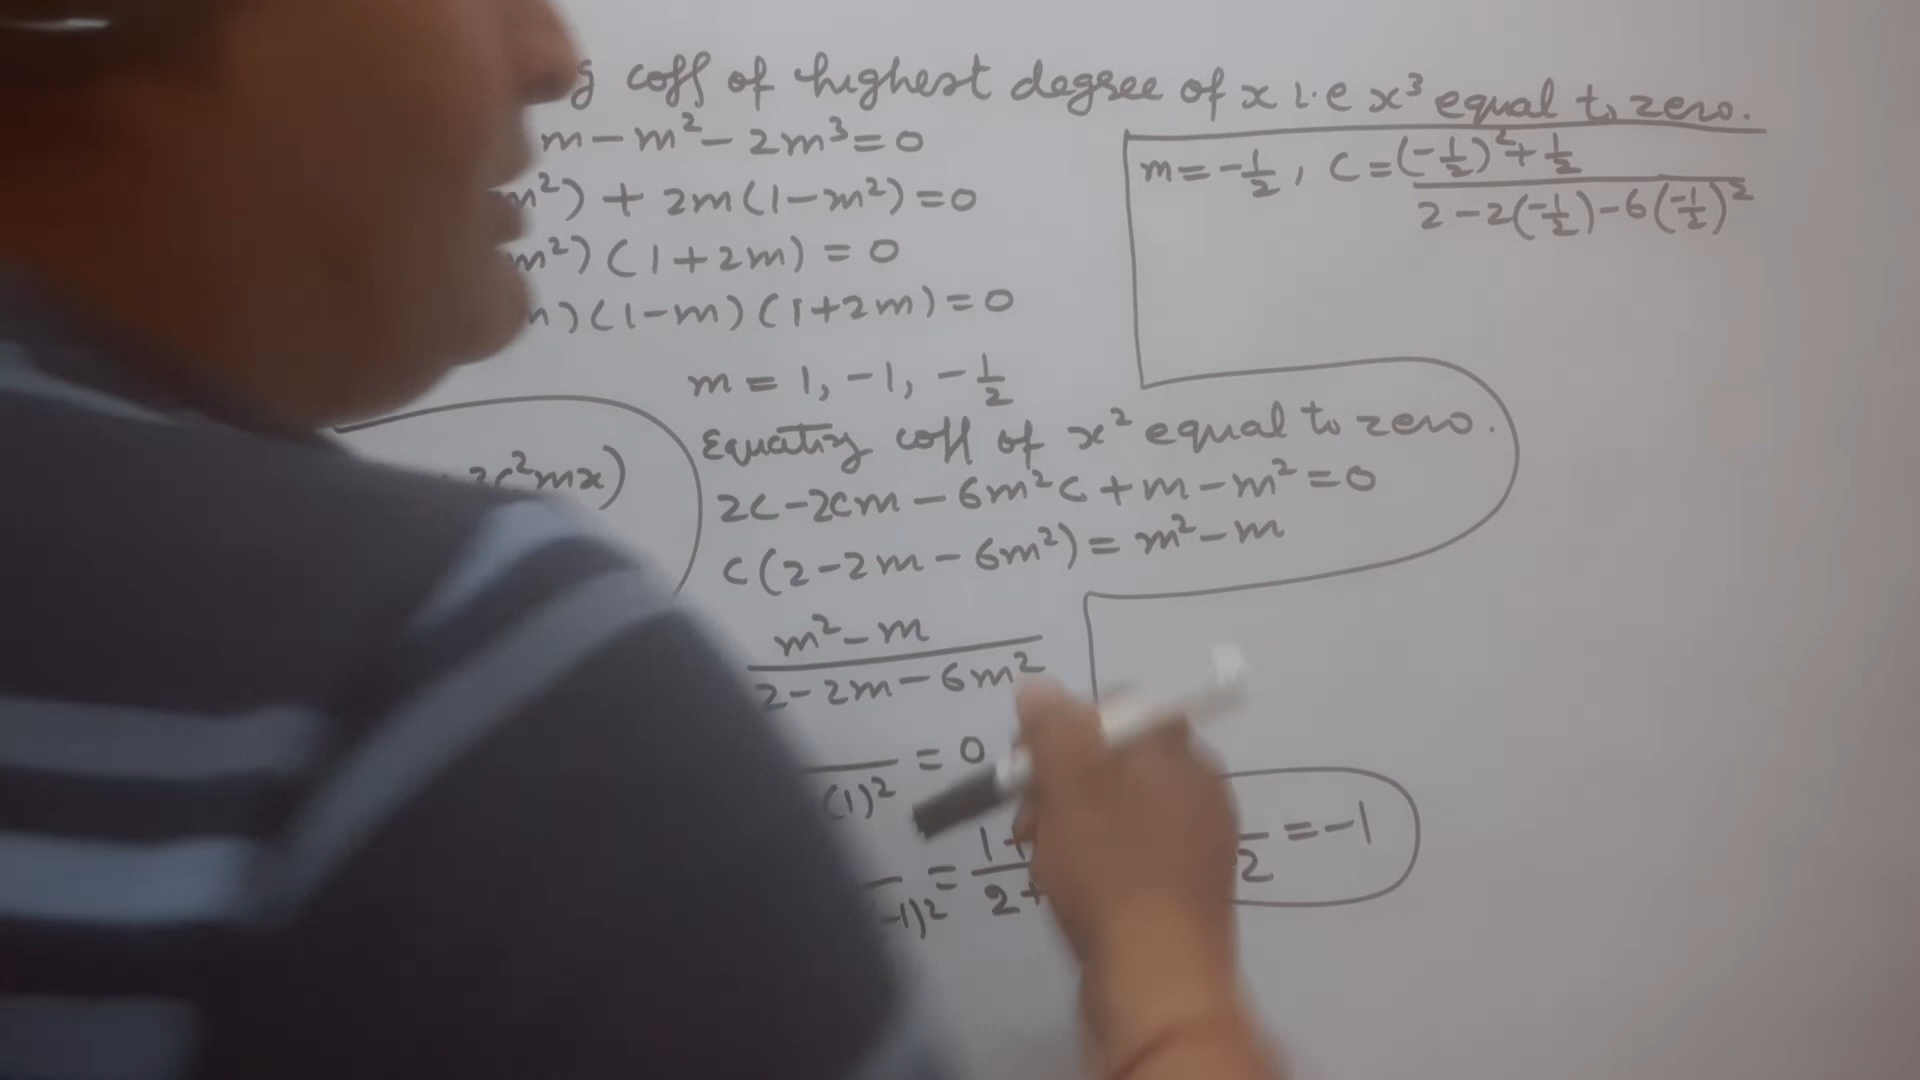 coff of highest degree of x i.e x³ equal to zero.
m - m² - 2m³ = 0
m²) + 2m(1-m²) = 0
m²) (1+2m) = 0
)(1-m)(1+2m) = 0
m = 1, -1, -1/2
Equating coff of x² equal to zero.
2c - 2cm - 6m²c + m - m² = 0
c(2-2m-6m²) = m² - m
m² - m / 2-2m-6m²
(1)² = 0
-1)² = 1+ / 2+
/ 2 = -1
c²mx)
m = -1/2, c = (-1/2)² + 1/2 / 2-2(-1/2)-6(-1/2)²